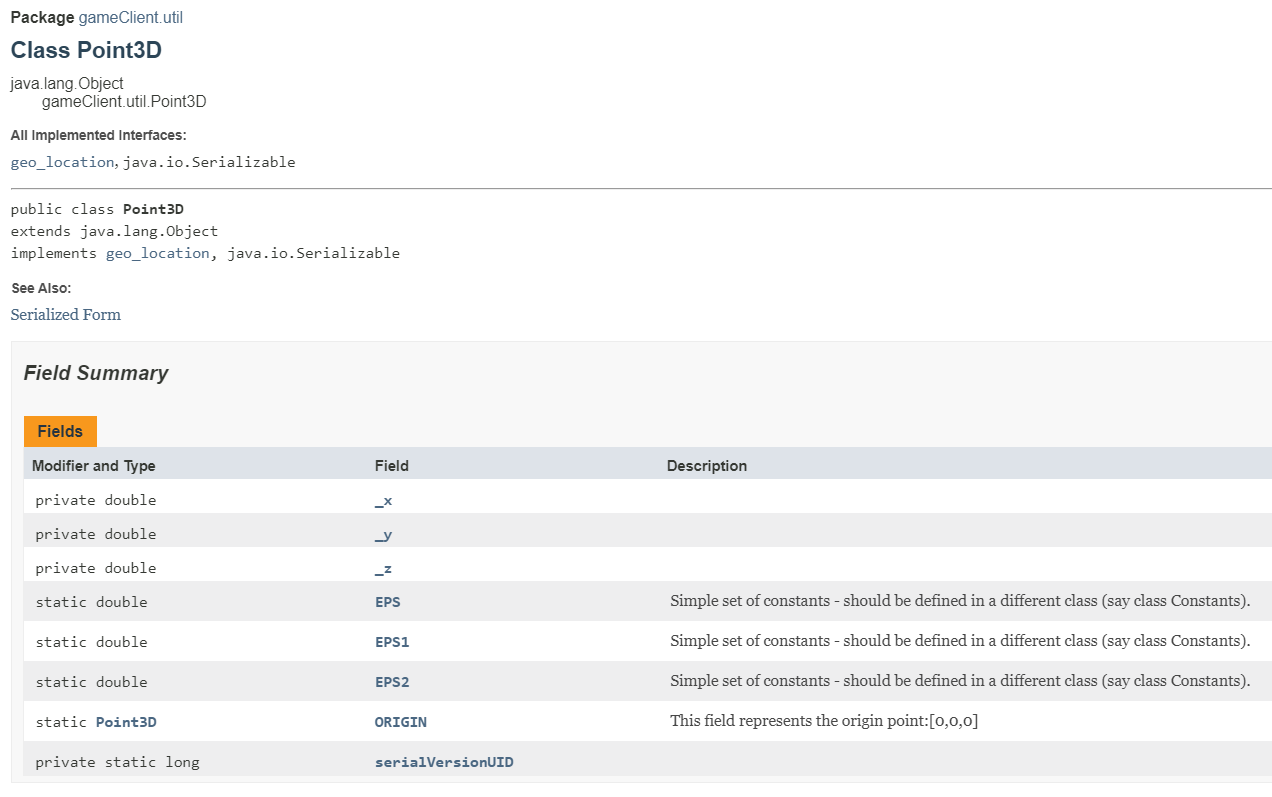 Package gameClient.util
Class Point3D
java.lang.Object
gameClient.util.Point3D
All Implemented Interfaces:
geo_location, java.io.Serializable
public class Point3D
extends java.lang.Object
implements geo_location, java.io.Serializable
See Also:
Serialized Form
Field Summary
Fields
Modifier and Type Field Description
private double _x
private double _y
private double _z
static double EPS Simple set of constants - should be defined in a different class (say class Constants).
static double EPS1 Simple set of constants - should be defined in a different class (say class Constants).
static double EPS2 Simple set of constants - should be defined in a different class (say class Constants).
static Point3D ORIGIN This field represents the origin point:[0,0,0]
private static long serialVersionUID